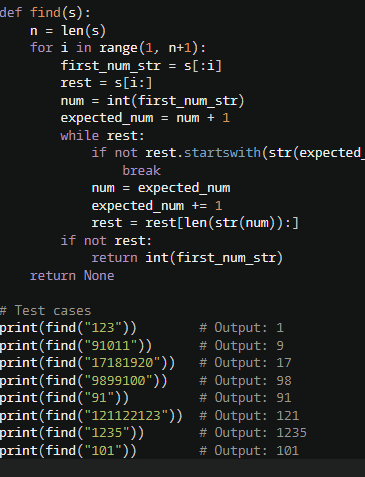 def find(s):
    n = len(s)
    for i in range(1, n+1):
        first_num_str = s[:i]
        rest = s[i:]
        num = int(first_num_str)
        expected_num = num + 1
        while rest:
            if not rest.startswith(str(expected_
                break
            num = expected_num
            expected_num += 1
            rest = rest[len(str(num)):]
        if not rest:
            return int(first_num_str)
    return None

# Test cases
print(find("123"))        # Output: 1
print(find("91011"))      # Output: 9
print(find("17181920"))   # Output: 17
print(find("9899100"))    # Output: 98
print(find("91"))         # Output: 91
print(find("121122123"))  # Output: 121
print(find("1235"))       # Output: 1235
print(find("101"))        # Output: 101